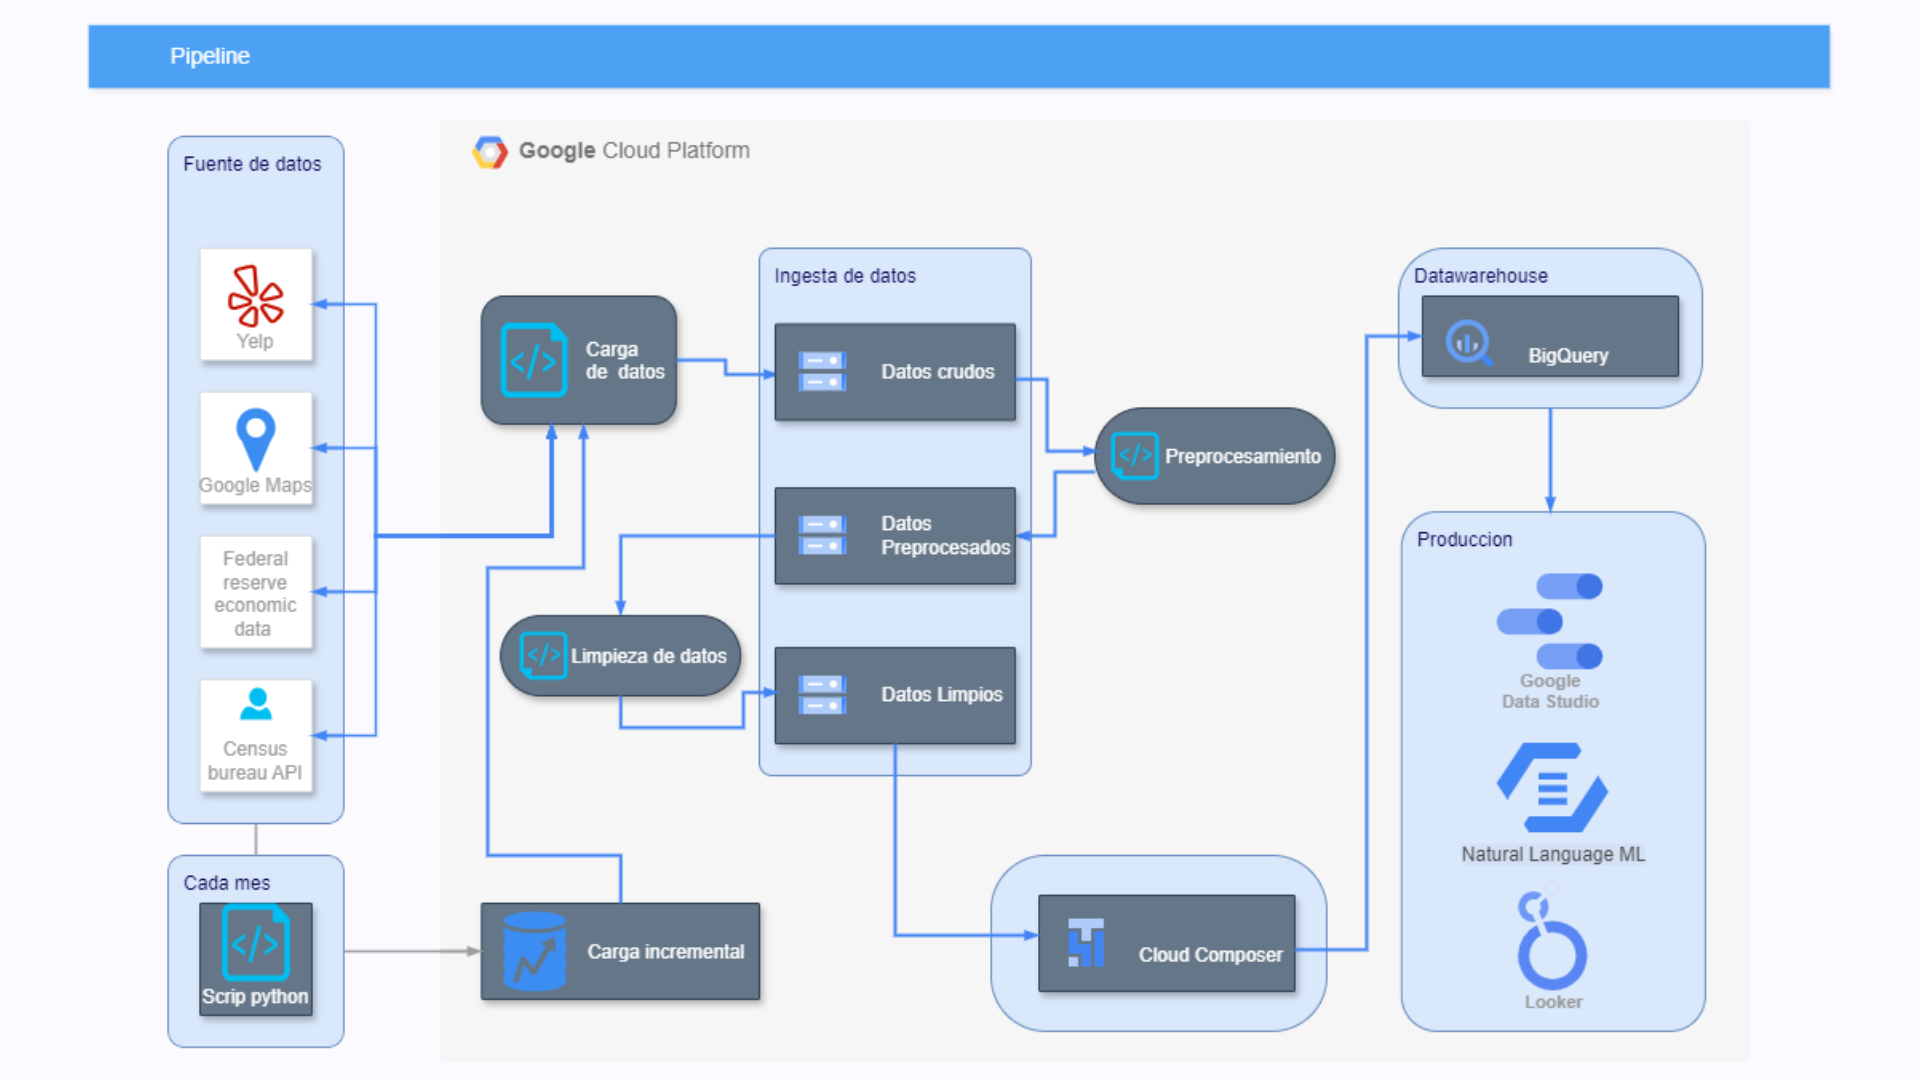 Pipeline
Fuente de datos
Yelp
Google Maps
Federal
reserve
economic
data
Census
bureau API
Cada mes
Scrip python
Google Cloud Platform
Carga
de datos
Ingesta de datos
Datos crudos
Preprocesamiento
Datos
Preprocesados
Limpieza de datos
Datos Limpios
Carga incremental
Cloud Composer
Datawarehouse
BigQuery
Produccion
Google
Data Studio
Natural Language ML
Looker